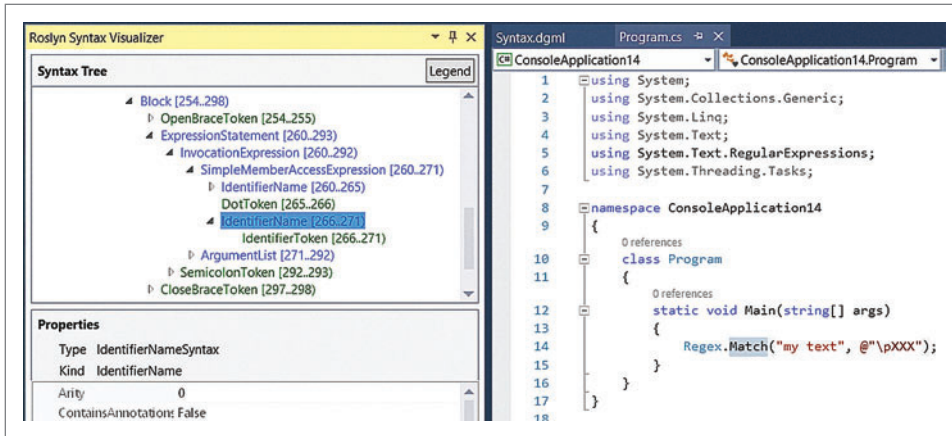 Roslyn Syntax Visualizer
Syntax Tree
Legend
Block [254..298)
OpenBraceToken [254..255)
ExpressionStatement [260..293)
InvocationExpression [260..292)
SimpleMemberAccessExpression [260..271)
IdentifierName [260..265)
DotToken [265..266)
IdentifierName [266..271)
IdentifierToken [266..271)
ArgumentList [271..292)
SemicolonToken [292..293)
CloseBraceToken [297..298)
Properties
Type IdentifierNameSyntax
Kind IdentifierName
Arity 0
ContainsAnnotations False
Syntax.dgml Program.cs
C# ConsoleApplication14 ConsoleApplication14.Program
1 using System;
2 using System.Collections.Generic;
3 using System.Linq;
4 using System.Text;
5 using System.Text.RegularExpressions;
6 using System.Threading.Tasks;
7
8 namespace ConsoleApplication14
9 {
0 references
10 class Program
11 {
0 references
12 static void Main(string[] args)
13 {
14 Regex.Match("my text", @"\pXXX");
15 }
16 }
17 }
18